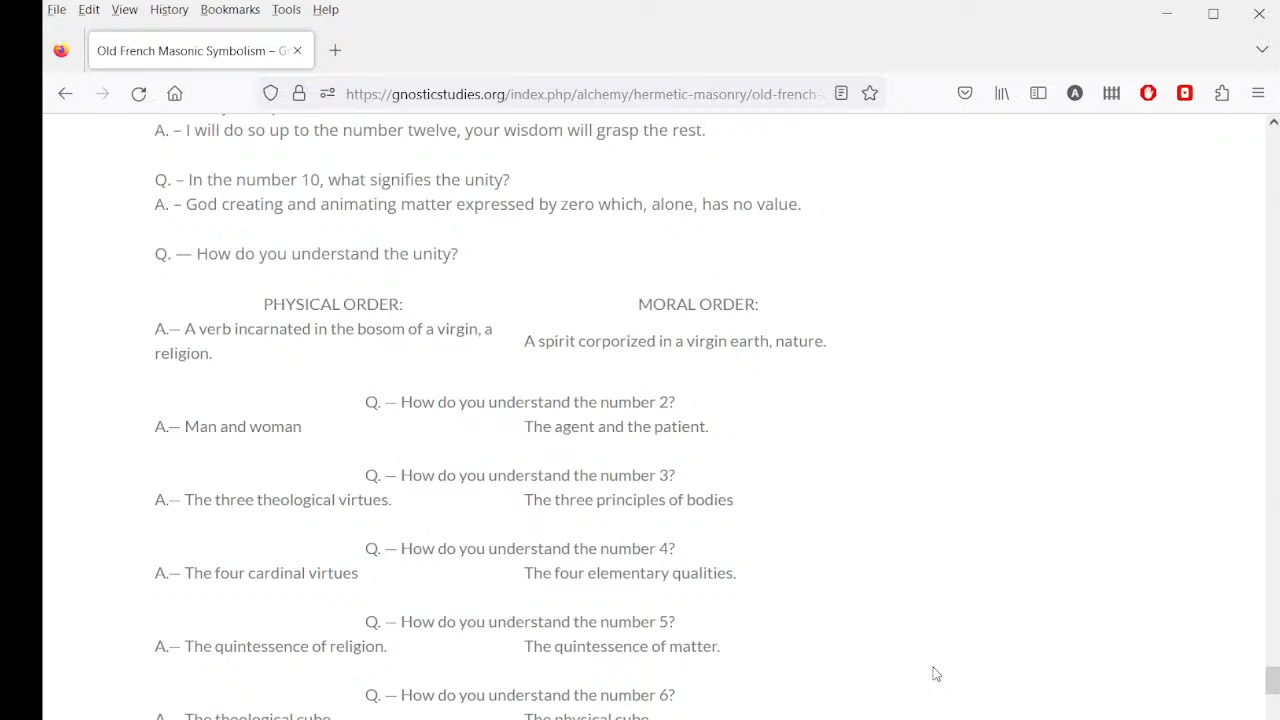 File Edit View History Bookmarks Tools Help
Old French Masonic Symbolism – G
https://gnosticstudies.org/index.php/alchemy/hermetic-masonry/old-french-
A. – I will do so up to the number twelve, your wisdom will grasp the rest.
Q. – In the number 10, what signifies the unity?
A. – God creating and animating matter expressed by zero which, alone, has no value.
Q. — How do you understand the unity?
PHYSICAL ORDER: MORAL ORDER:
A.— A verb incarnated in the bosom of a virgin, a
religion.
A spirit corporized in a virgin earth, nature.
Q. — How do you understand the number 2?
A.— Man and woman The agent and the patient.
Q. — How do you understand the number 3?
A.— The three theological virtues. The three principles of bodies
Q. — How do you understand the number 4?
A.— The four cardinal virtues The four elementary qualities.
Q. — How do you understand the number 5?
A.— The quintessence of religion. The quintessence of matter.
Q. — How do you understand the number 6?
A.— The theological cube The physical cube